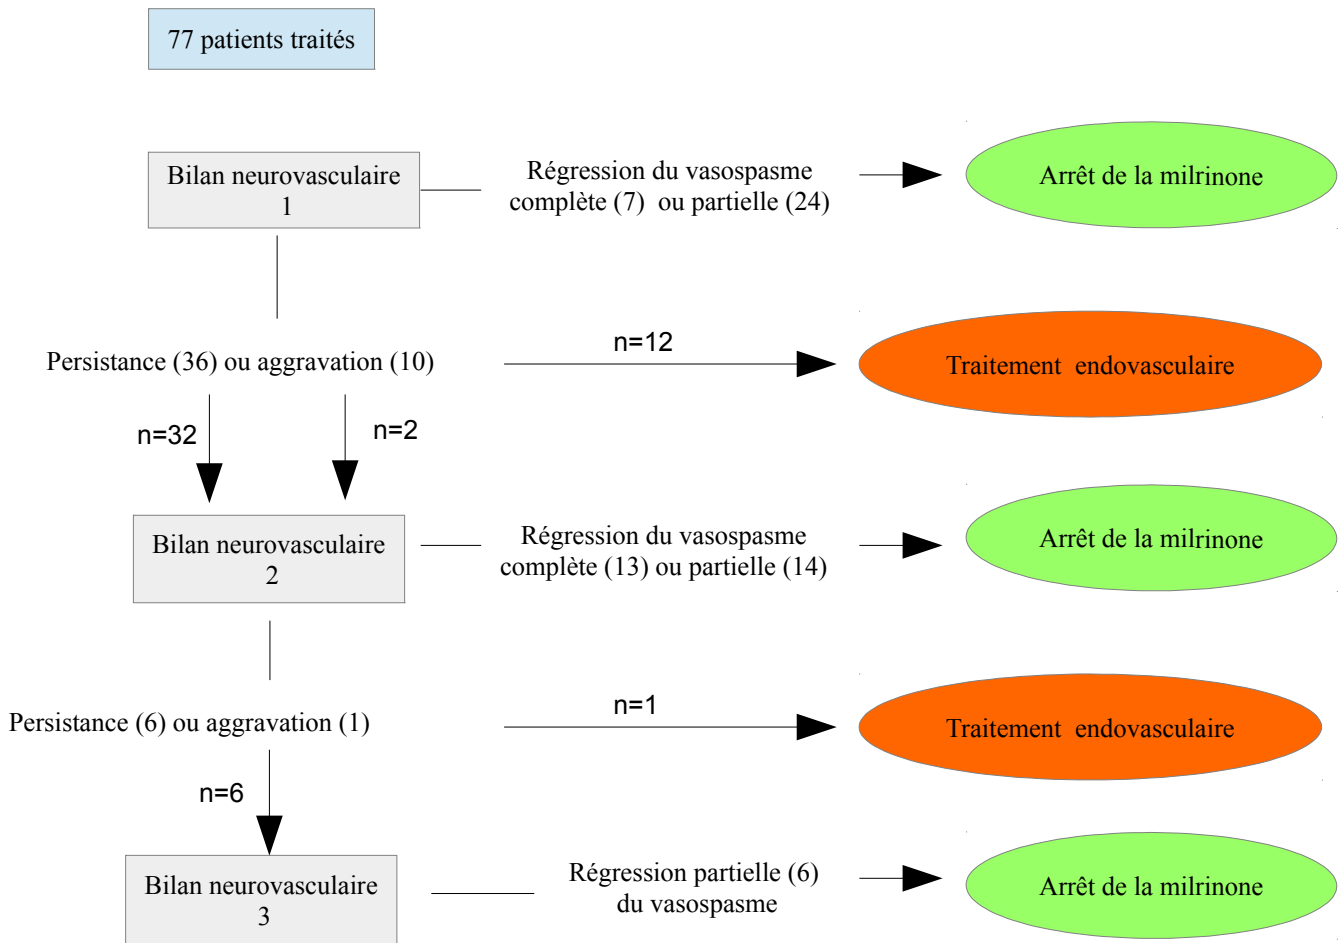 77 patients traités
Bilan neurovasculaire
1
Régression du vasospasme
complète (7) ou partielle (24)
Arrêt de la milrinone
Persistance (36) ou aggravation (10)
n=12
Traitement endovasculaire
n=32
n=2
Bilan neurovasculaire
2
Régression du vasospasme
complète (13) ou partielle (14)
Arrêt de la milrinone
Persistance (6) ou aggravation (1)
n=1
Traitement endovasculaire
n=6
Bilan neurovasculaire
3
Régression partielle (6)
du vasospasme
Arrêt de la milrinone